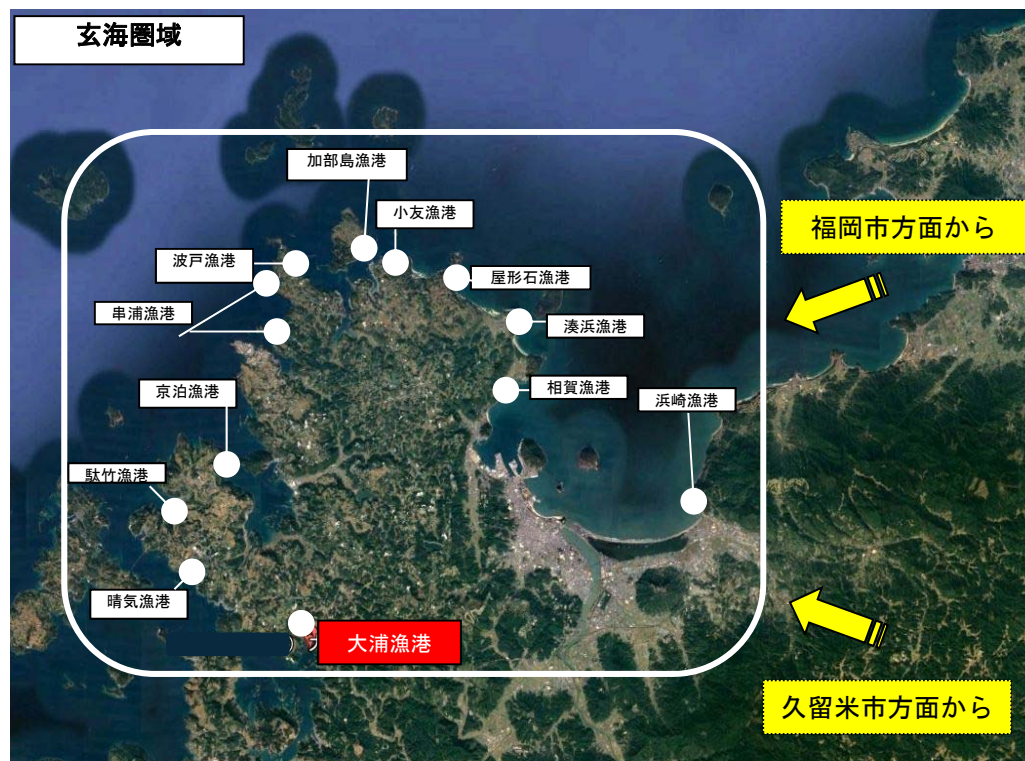 玄海圏域
加部島漁港
小友漁港
福岡市方面から
波戸漁港
屋形石漁港
串浦漁港
湊浜漁港
京泊漁港
相賀漁港
浜崎漁港
駄竹漁港
晴気漁港
大浦漁港
久留米市方面から